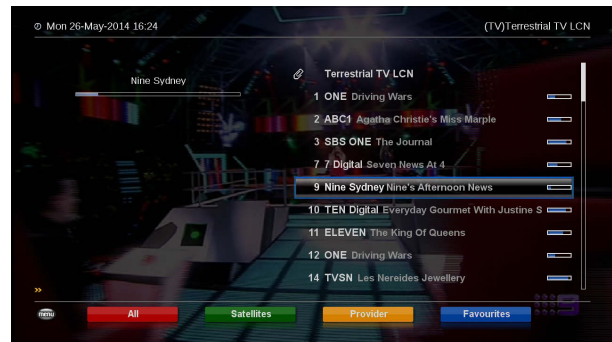 Mon 26-May-2014 16:24
(TV)Terrestrial TV LCN
Nine Sydney
Terrestrial TV LCN
1 ONE Driving Wars
2 ABC1 Agatha Christie's Miss Marple
3 SBS ONE The Journal
7 7 Digital Seven News At 4
9 Nine Sydney Nine's Afternoon News
10 TEN Digital Everyday Gourmet With Justine S
11 ELEVEN The King Of Queens
12 ONE Driving Wars
14 TVSN Les Nereides Jewellery
»
menu
All
Satellites
Provider
Favourites
9